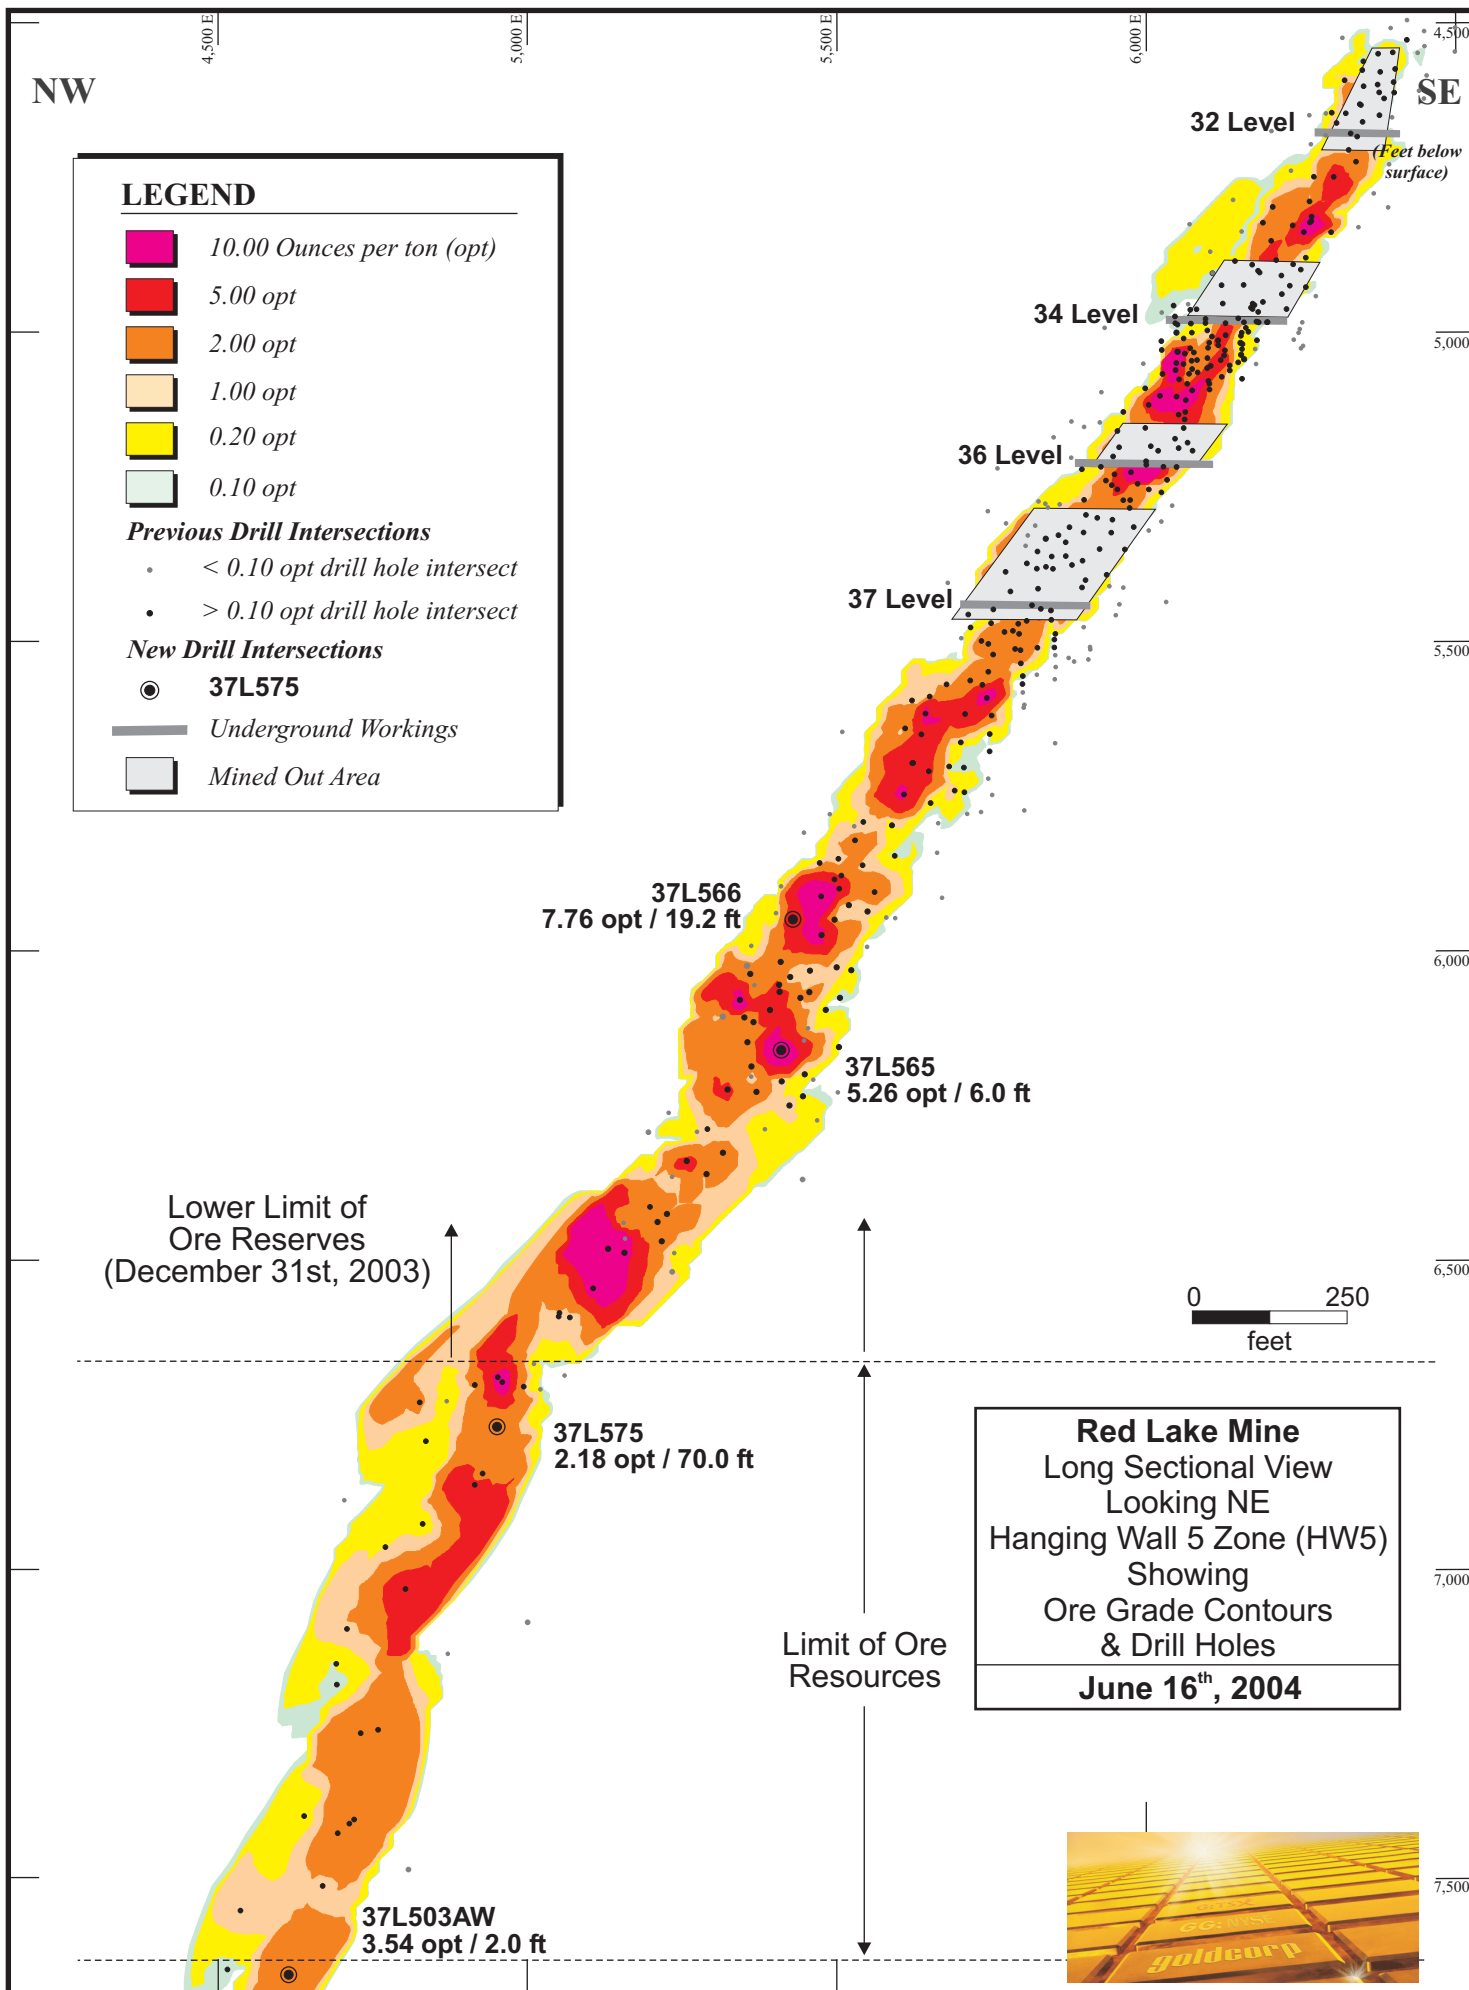 4,500 E
5,000 E
5,500 E
6,000 E
4,500
NW
SE
32 Level
(Feet below
surface)
LEGEND
10.00 Ounces per ton (opt)
5.00 opt
2.00 opt
1.00 opt
0.20 opt
0.10 opt
Previous Drill Intersections
< 0.10 opt drill hole intersect
> 0.10 opt drill hole intersect
New Drill Intersections
37L575
Underground Workings
Mined Out Area
34 Level
5,000
36 Level
37 Level
5,500
37L566
7.76 opt / 19.2 ft
6,000
37L565
5.26 opt / 6.0 ft
Lower Limit of
Ore Reserves
(December 31st, 2003)
6,500
0 250
feet
37L575
2.18 opt / 70.0 ft
Red Lake Mine
Long Sectional View
Looking NE
Hanging Wall 5 Zone (HW5)
Showing
Ore Grade Contours
& Drill Holes
June 16th, 2004
7,000
Limit of Ore
Resources
7,500
37L503AW
3.54 opt / 2.0 ft
G:TSX
GG:NYSE
goldcorp